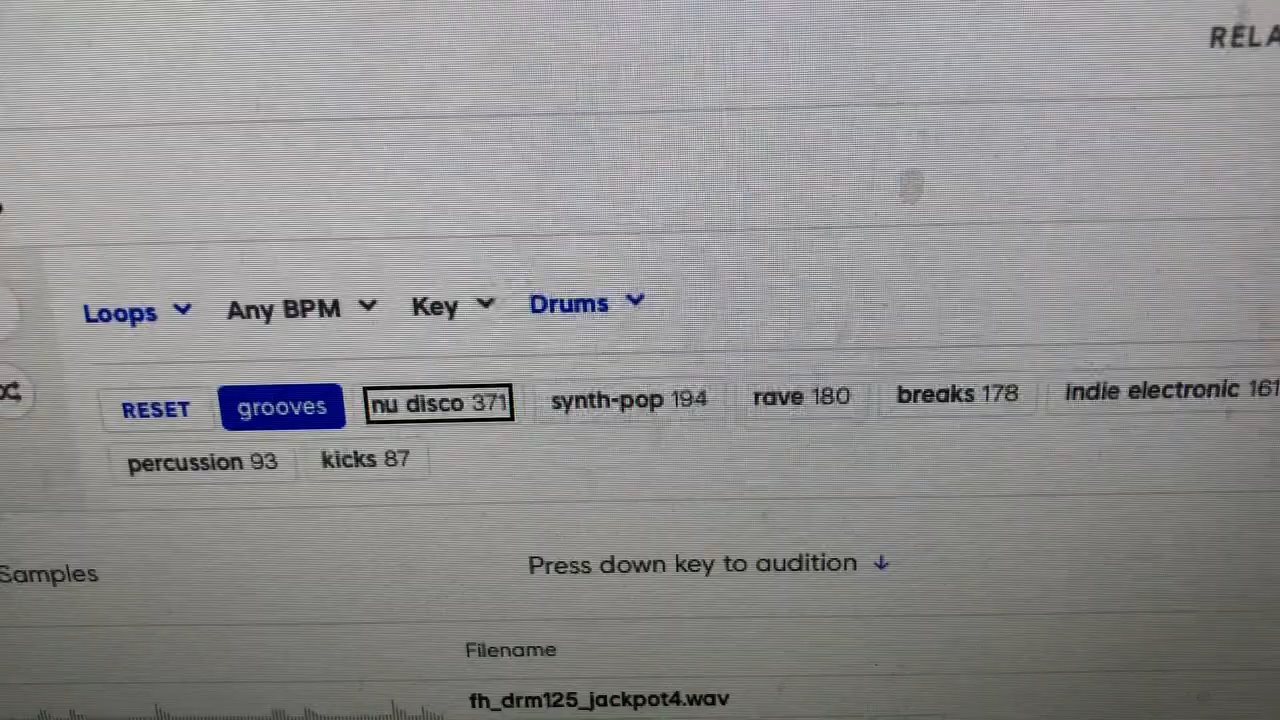 RELA
Loops Any BPM Key Drums
RESET grooves nu disco 371 synth-pop 194 rave 180 breaks 178 indie electronic 161
percussion 93 kicks 87
Samples Press down key to audition ↓
Filename
fh_drm125_jackpot4.wav